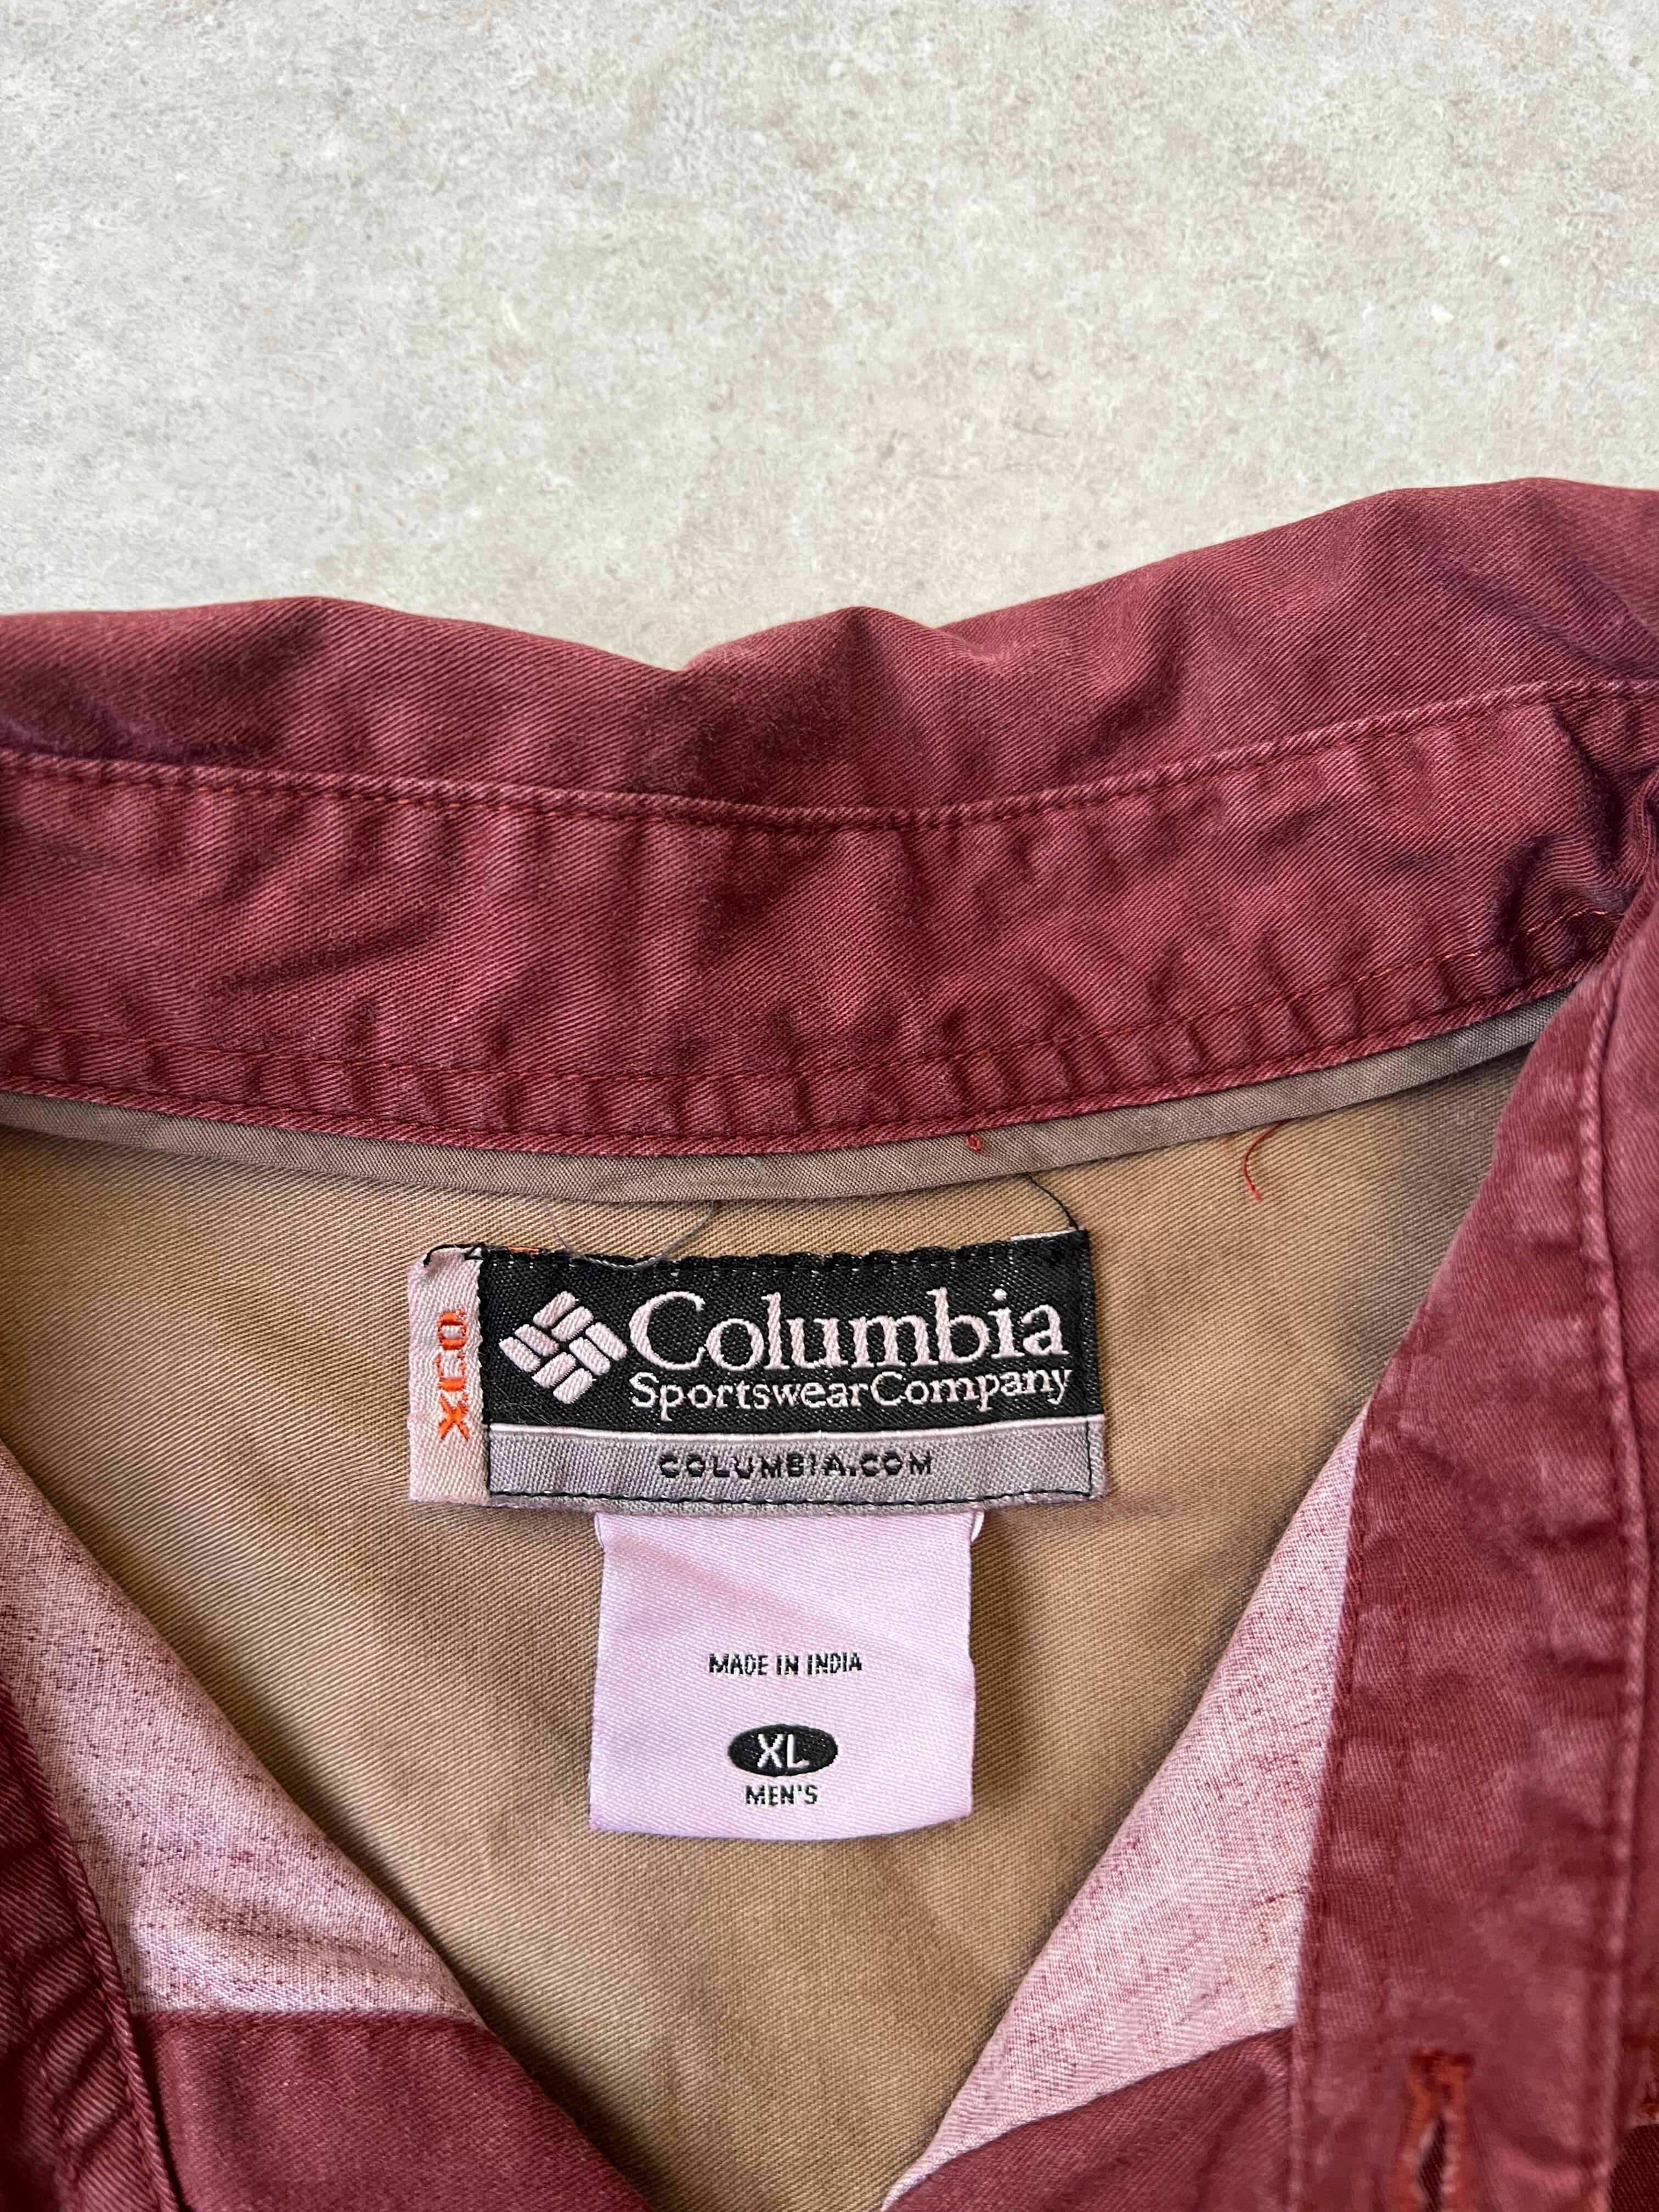 XCO
Columbia
Sportswear Company
COLUMBIA.COM
MADE IN INDIA
XL
MEN'S